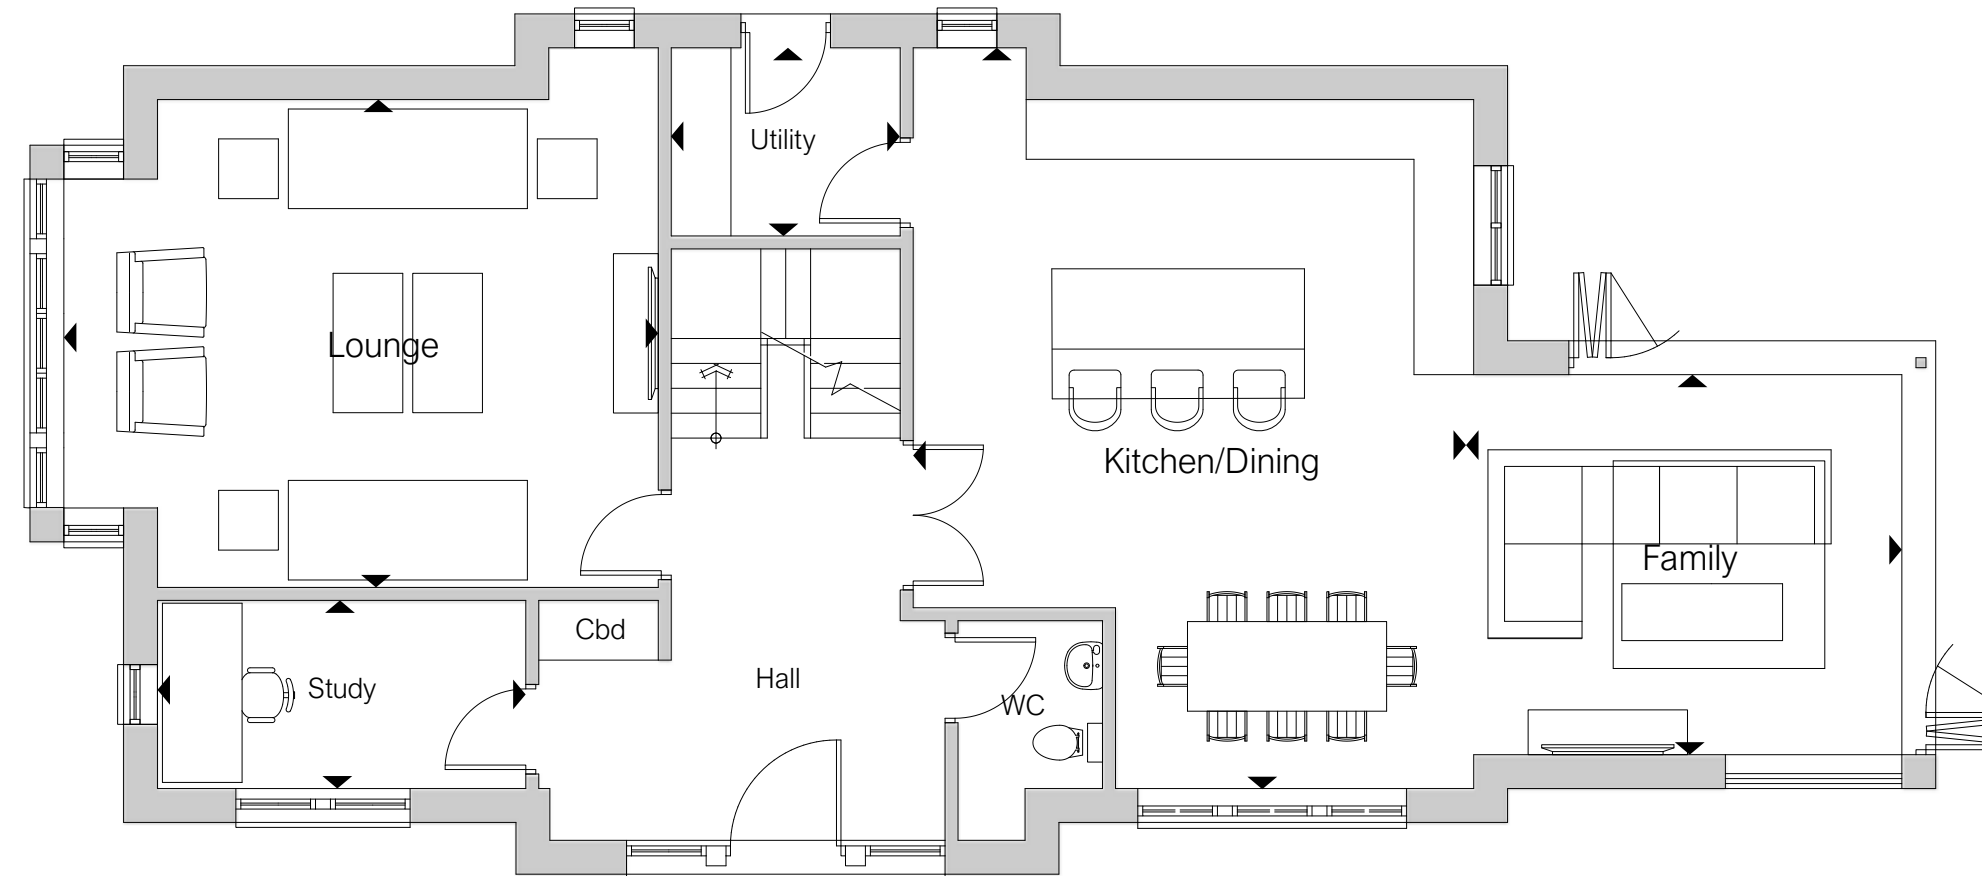 Utility
Lounge
Kitchen/Dining
Family
Cbd
Study
Hall
WC